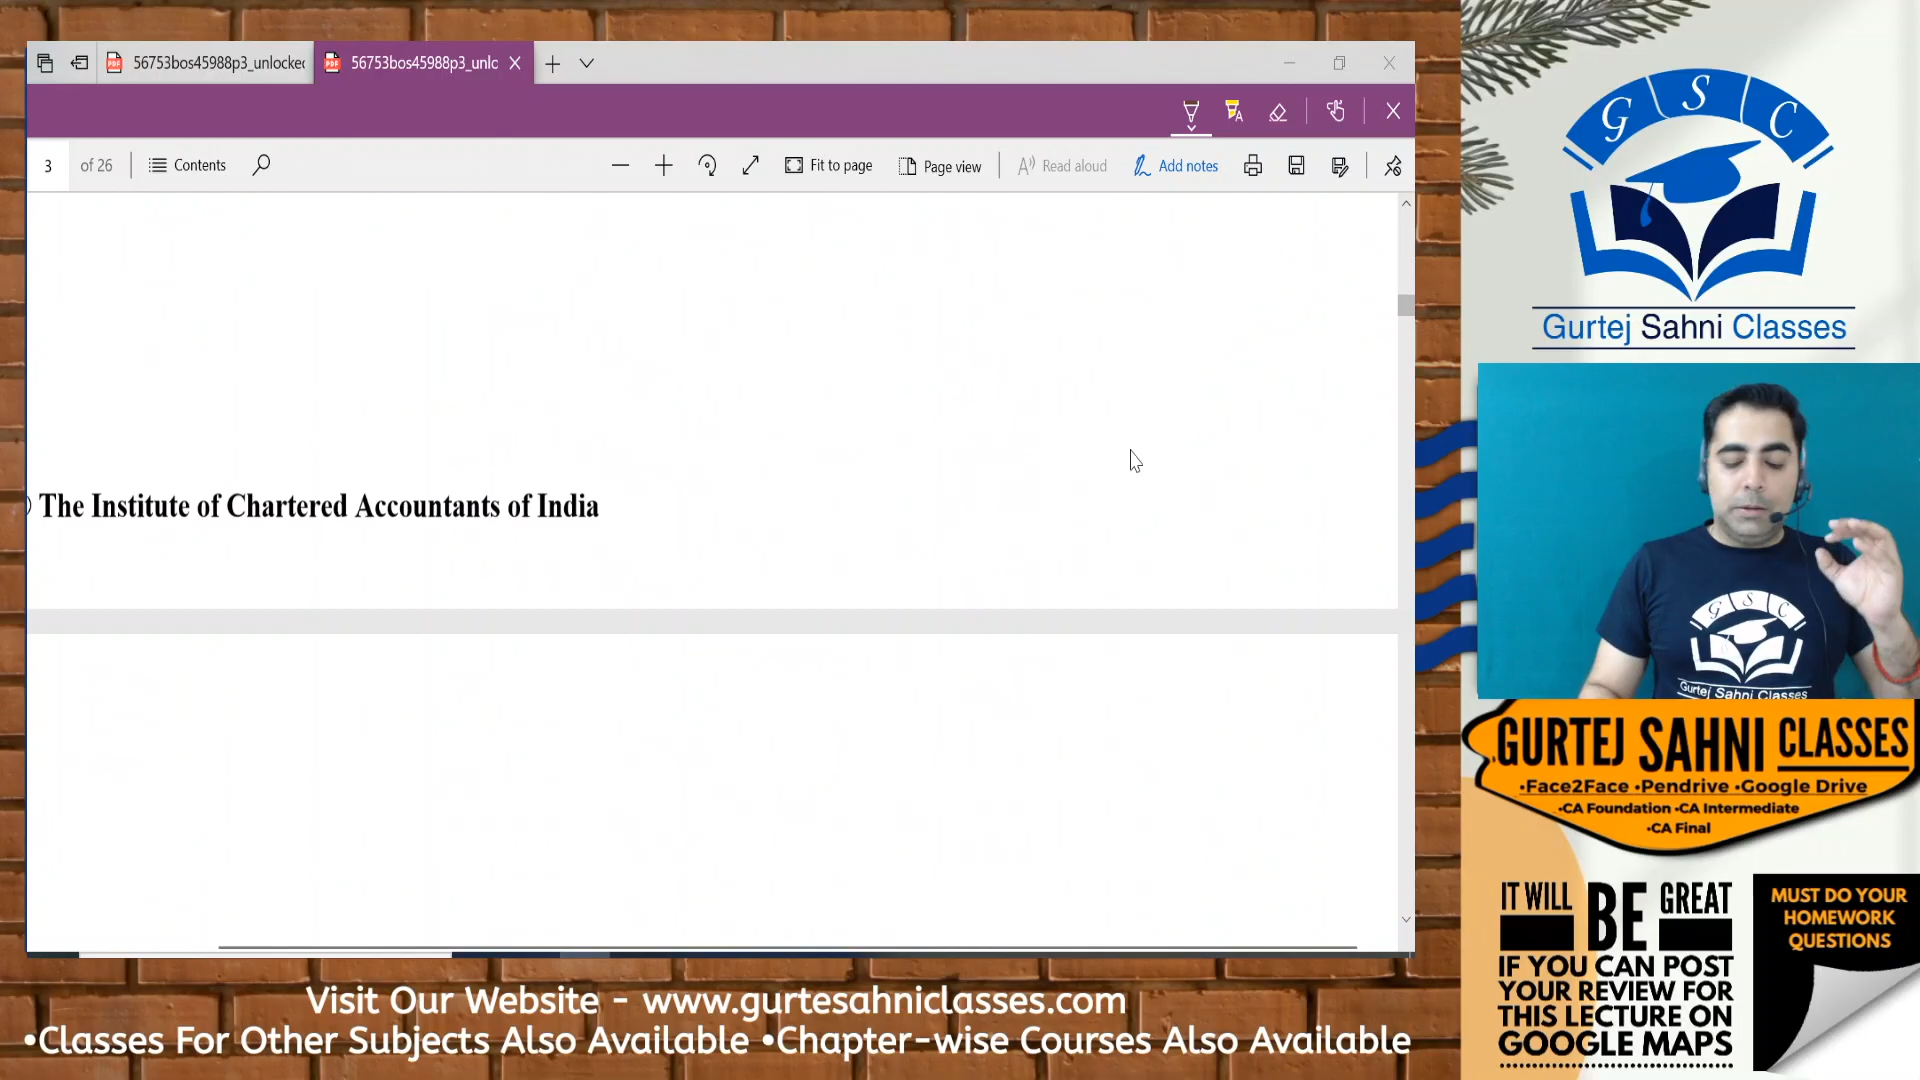 56753bos45988p3_unlocked
56753bos45988p3_unlo
3 of 26
Contents
Fit to page
Page view
Read aloud
Add notes
The Institute of Chartered Accountants of India
G S C
Gurtej Sahni Classes
G S C
Gurtej Sahni Classes
GURTEJ SAHNI CLASSES
•Face2Face •Pendrive •Google Drive
•CA Foundation •CA Intermediate
•CA Final
IT WILL BE GREAT
IF YOU CAN POST
YOUR REVIEW FOR
THIS LECTURE ON
GOOGLE MAPS
MUST DO YOUR
HOMEWORK
QUESTIONS
Visit Our Website - www.gurtesahniclasses.com
•Classes For Other Subjects Also Available •Chapter-wise Courses Also Available